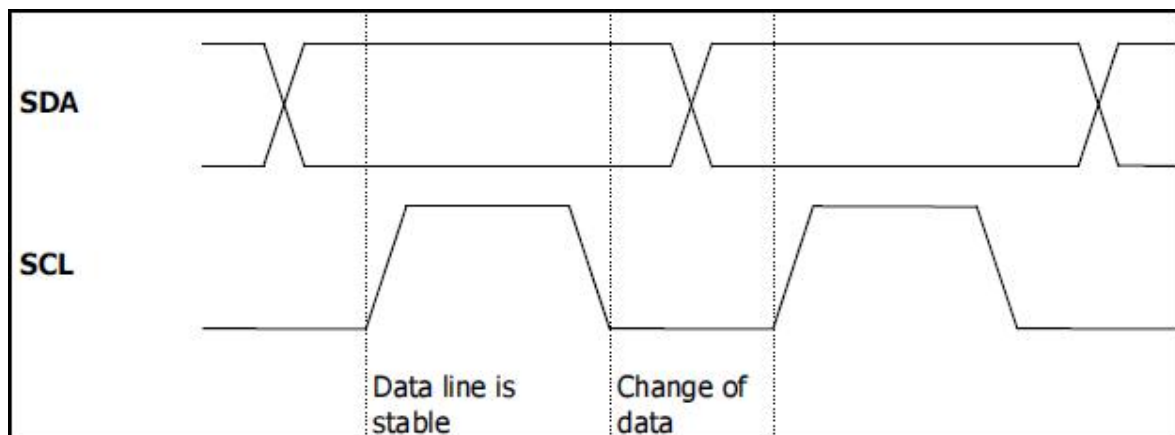 SDA
SCL
Data line is
stable
Change of
data